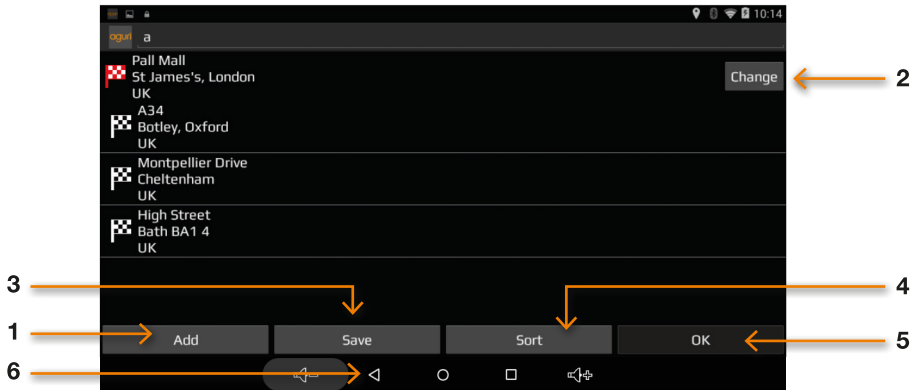 10:14
aguri a
Pall Mall
St James's, London
UK
Change
2
A34
Botley, Oxford
UK
Montpellier Drive
Cheltenham
UK
High Street
Bath BA1 4
UK
3
4
1
Add
Save
Sort
OK
5
6